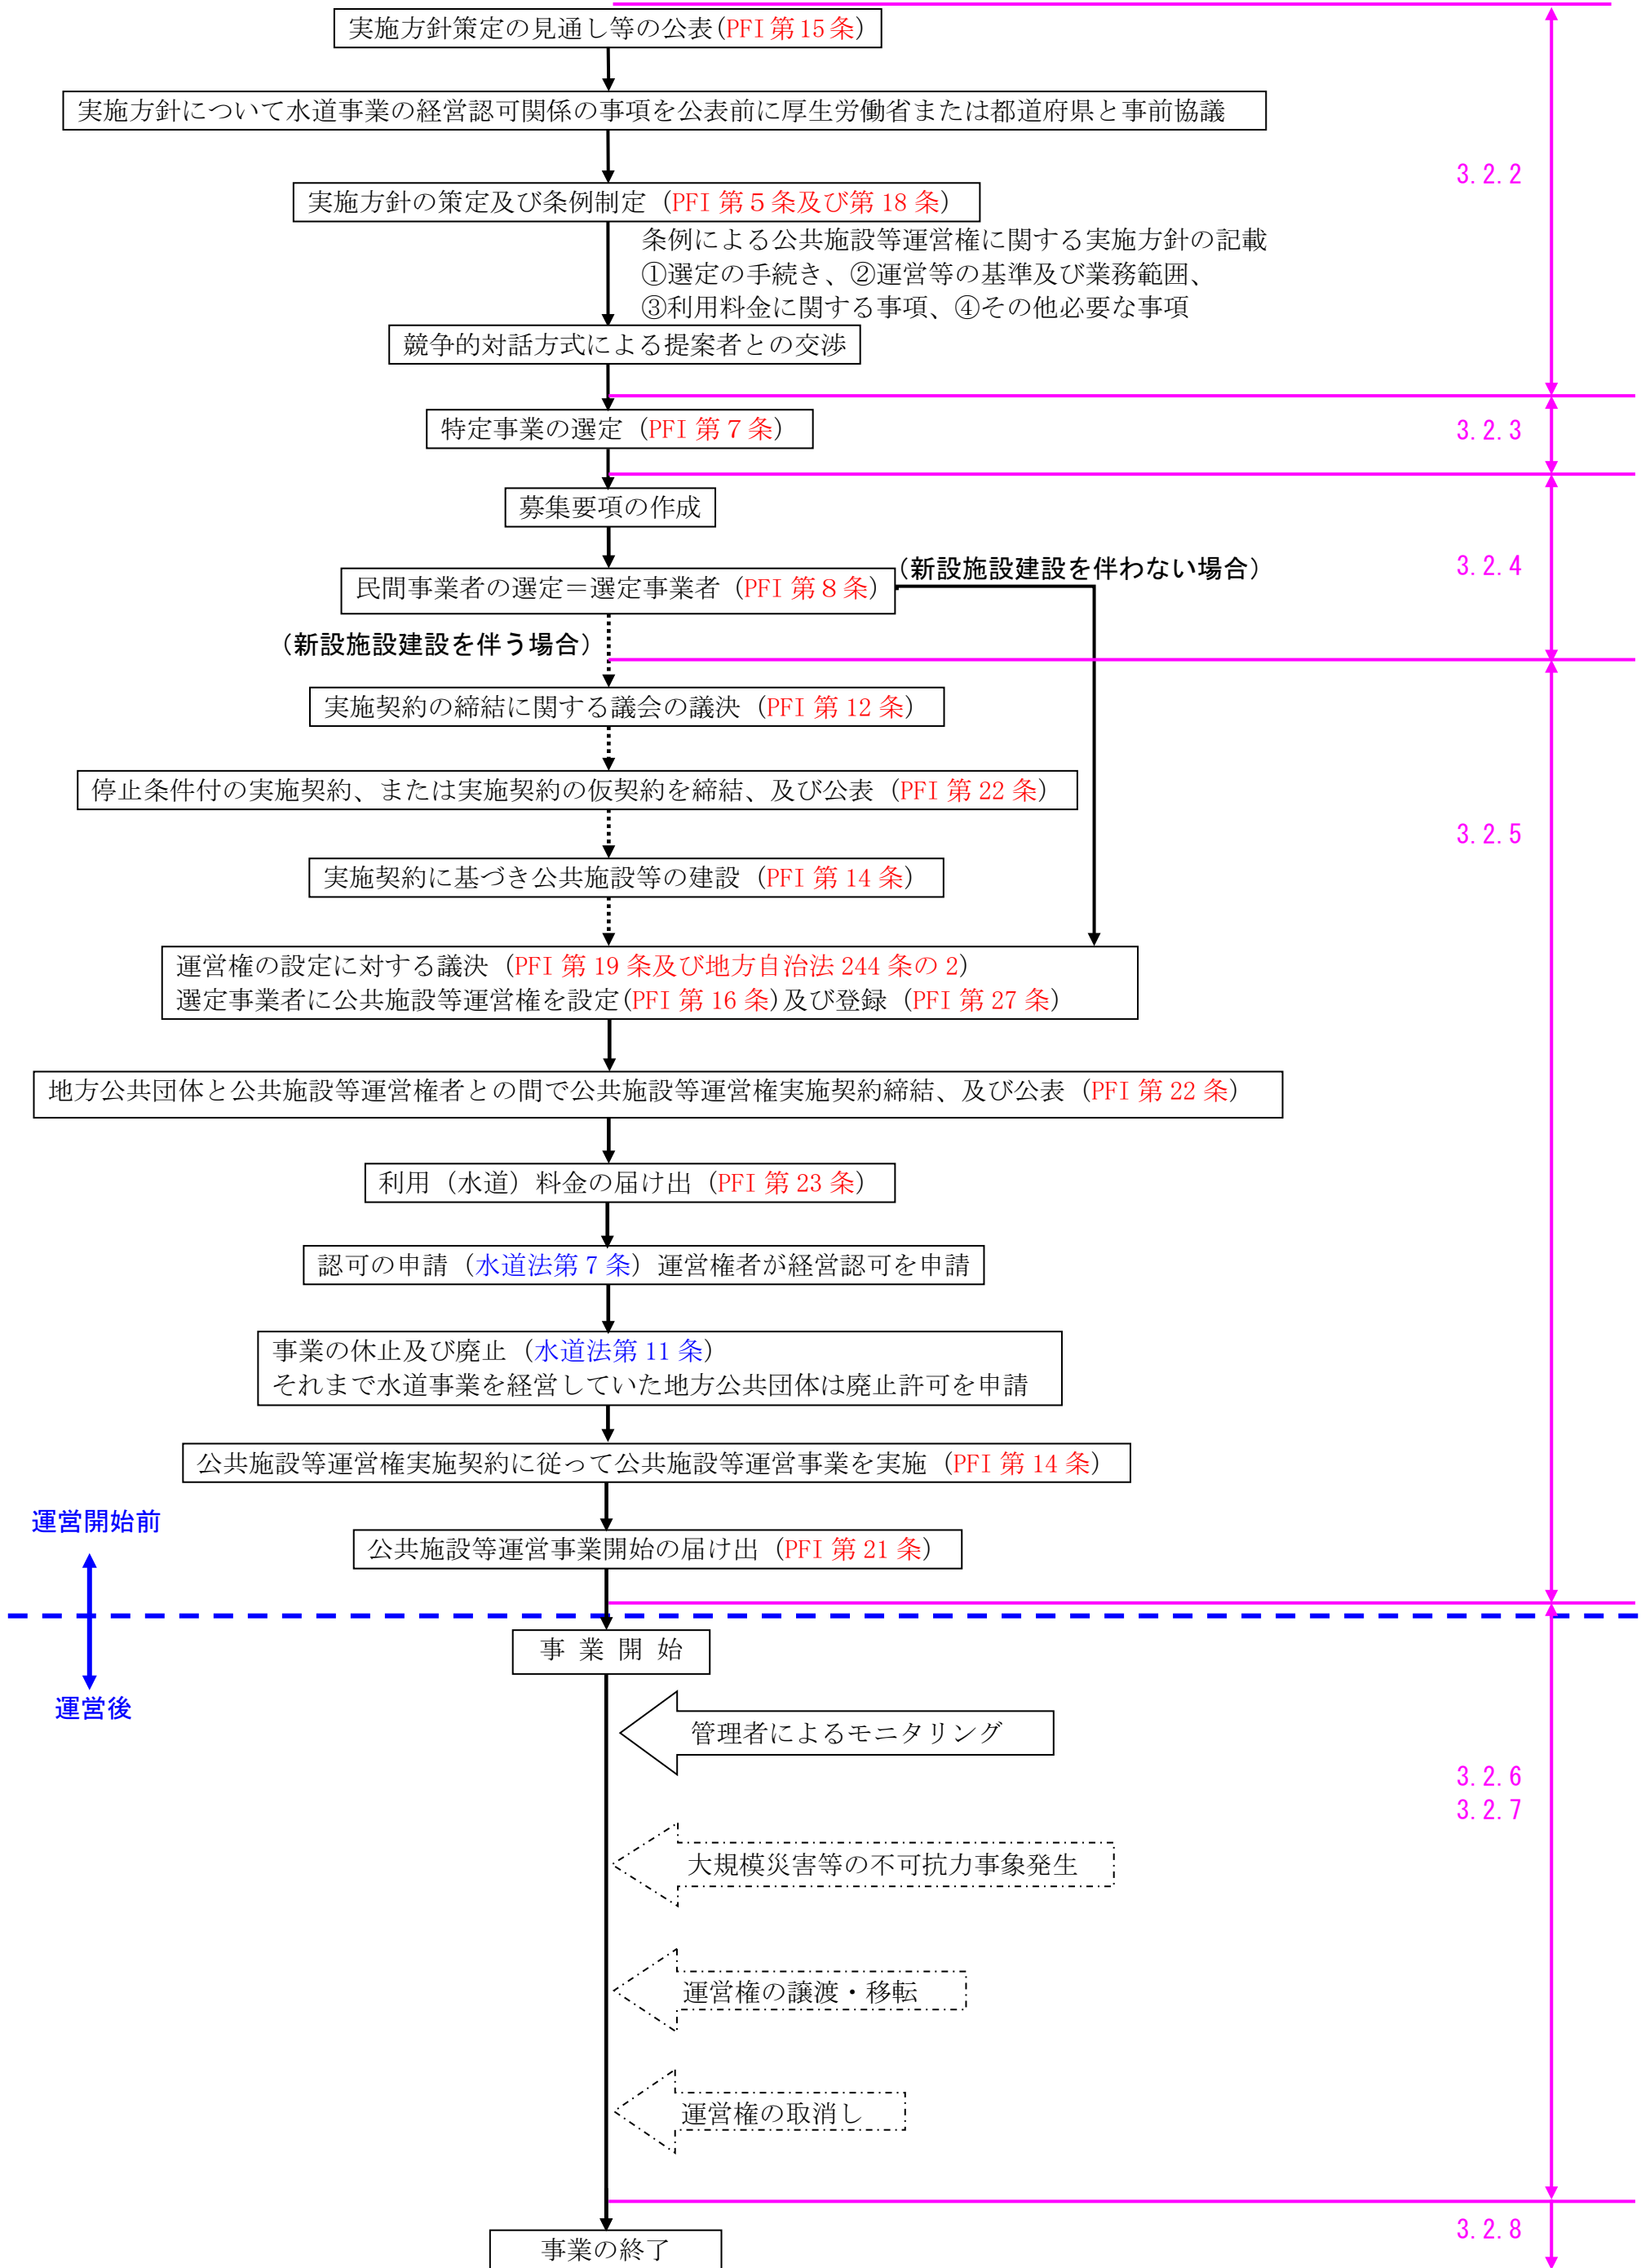 実施方針策定の見通し等の公表(PFI 第 15 条)
実施方針について水道事業の経営認可関係の事項を公表前に厚生労働省または都道府県と事前協議
3.2.2
実施方針の策定及び条例制定（PFI 第５条及び第 18 条）
条例による公共施設等運営権に関する実施方針の記載
①選定の手続き、②運営等の基準及び業務範囲、
③利用料金に関する事項、④その他必要な事項
競争的対話方式による提案者との交渉
特定事業の選定（PFI 第７条）
3.2.3
募集要項の作成
（新設施設建設を伴わない場合）
3.2.4
民間事業者の選定＝選定事業者（PFI 第８条）
（新設施設建設を伴う場合）
実施契約の締結に関する議会の議決（PFI 第 12 条）
停止条件付の実施契約、または実施契約の仮契約を締結、及び公表（PFI 第 22 条）
3.2.5
実施契約に基づき公共施設等の建設（PFI 第 14 条）
運営権の設定に対する議決（PFI 第 19 条及び地方自治法 244 条の 2）
選定事業者に公共施設等運営権を設定(PFI 第 16 条)及び登録（PFI 第 27 条）
地方公共団体と公共施設等運営権者との間で公共施設等運営権実施契約締結、及び公表（PFI 第 22 条）
利用（水道）料金の届け出（PFI 第 23 条）
認可の申請（水道法第７条）運営権者が経営認可を申請
事業の休止及び廃止（水道法第 11 条）
それまで水道事業を経営していた地方公共団体は廃止許可を申請
公共施設等運営権実施契約に従って公共施設等運営事業を実施（PFI 第 14 条）
運営開始前
公共施設等運営事業開始の届け出（PFI 第 21 条）
事 業 開 始
運営後
管理者によるモニタリング
3.2.6
3.2.7
大規模災害等の不可抗力事象発生
運営権の譲渡・移転
運営権の取消し
3.2.8
事業の終了